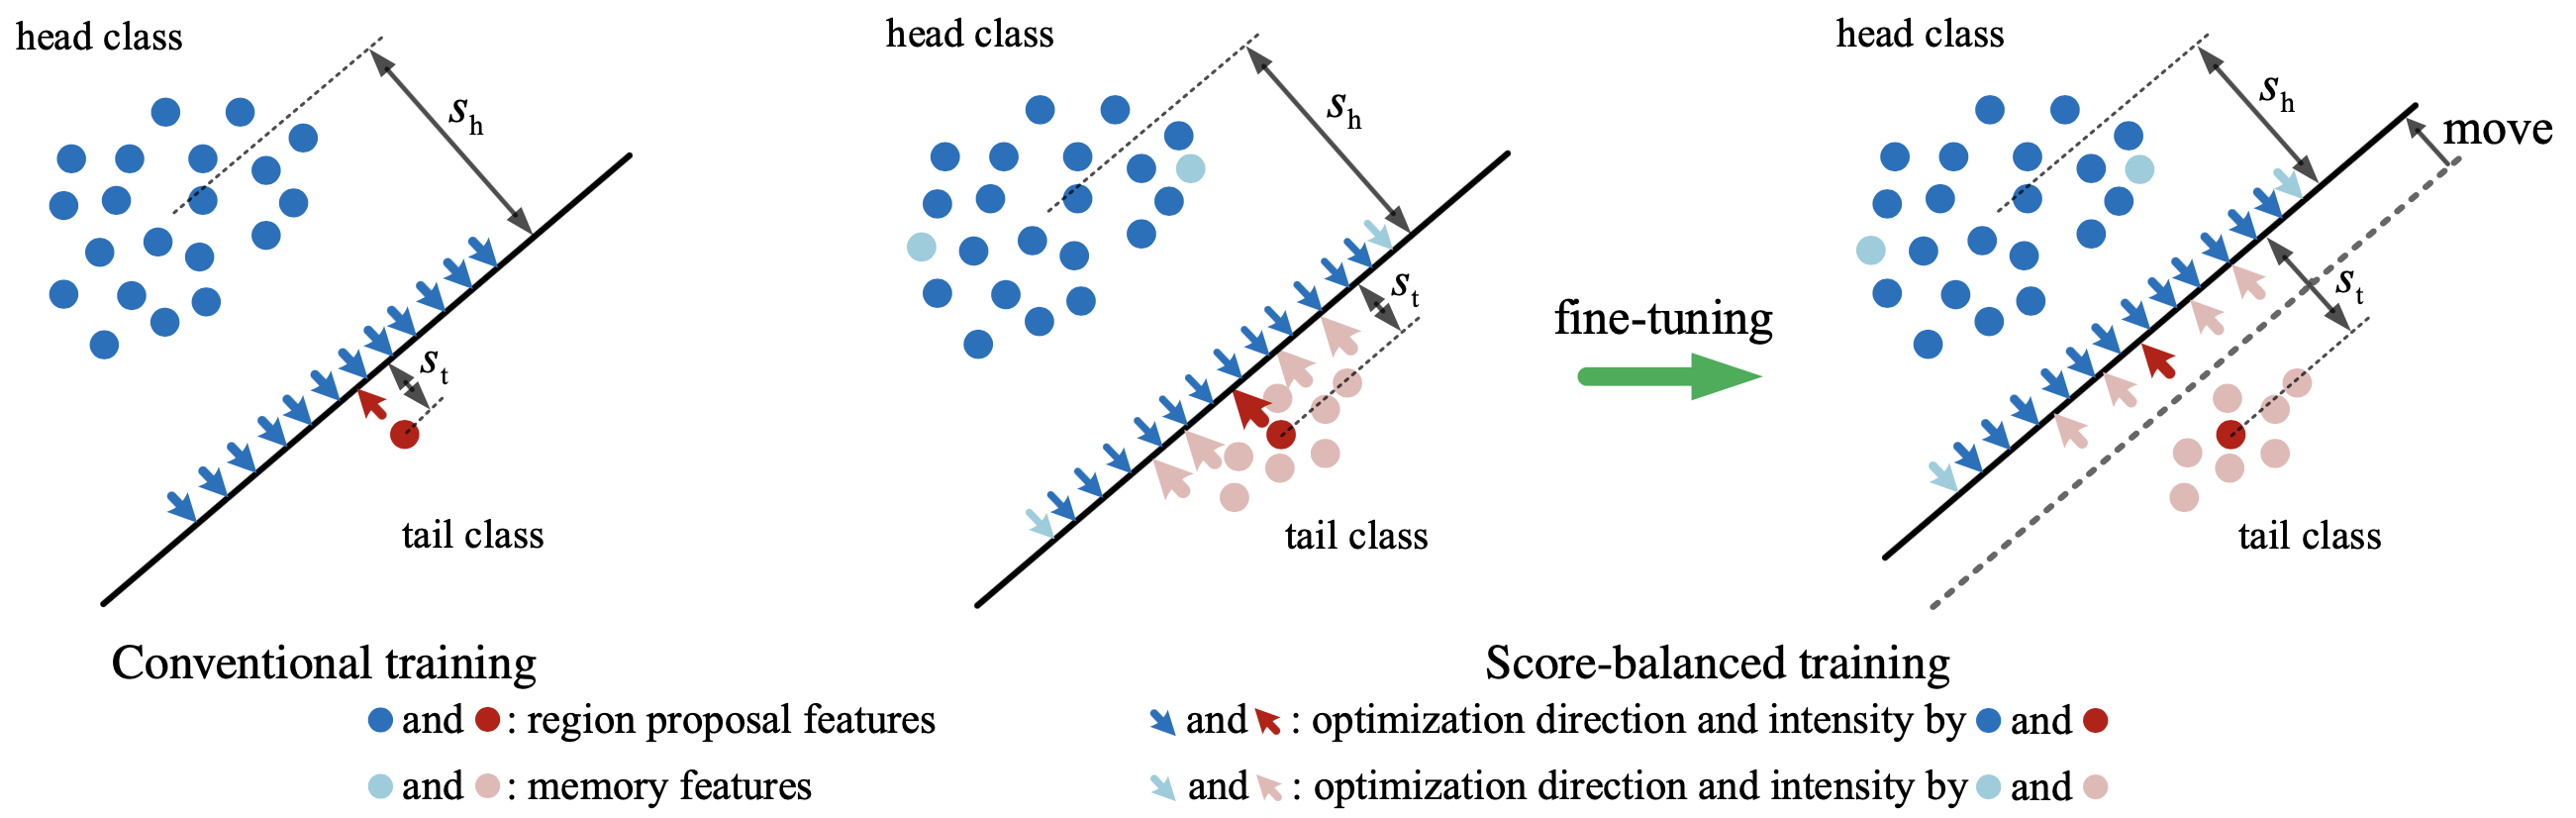 head class
head class
head class
s_h
s_h
s_h
move
s_t
s_t
s_t
fine-tuning
tail class
tail class
tail class
Conventional training
Score-balanced training
and : region proposal features
and : optimization direction and intensity by and
and : memory features
and : optimization direction and intensity by and